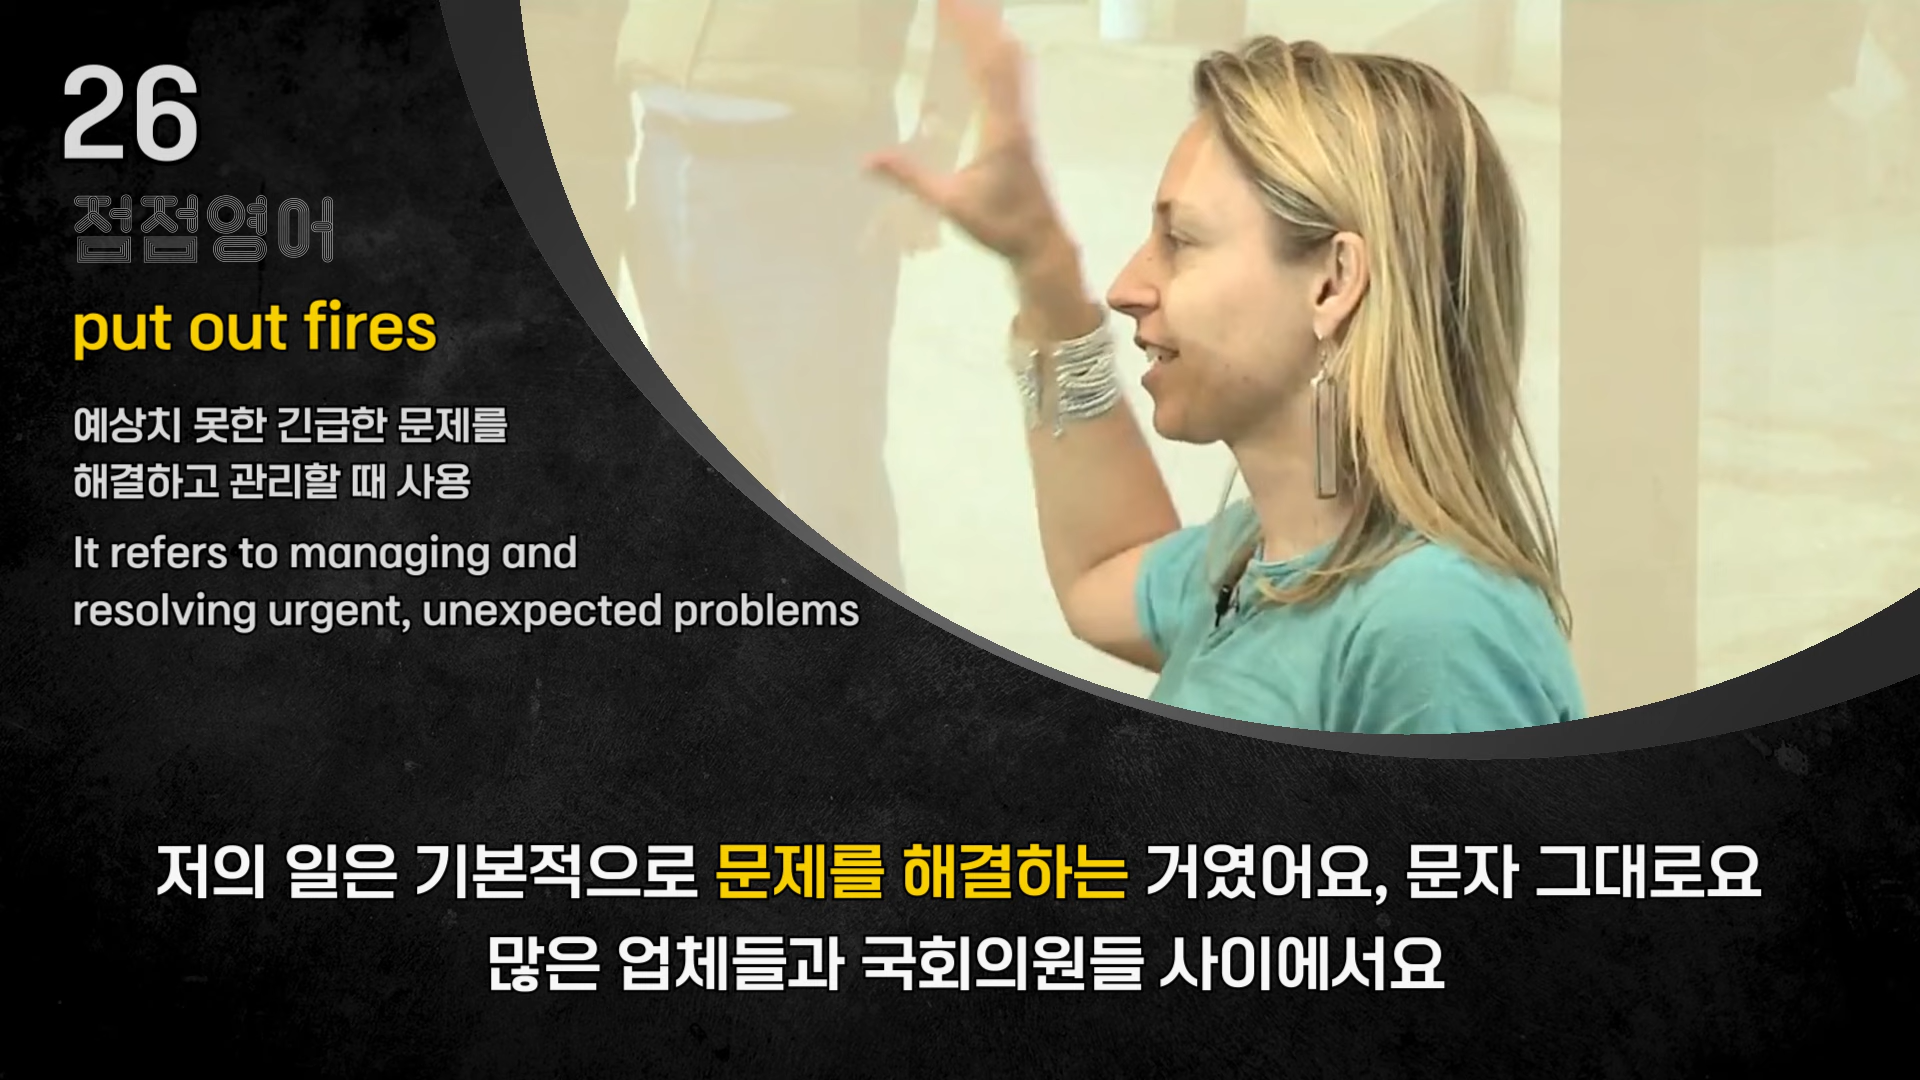 26
점점영어
put out fires
예상치 못한 긴급한 문제를
해결하고 관리할 때 사용
It refers to managing and
resolving urgent, unexpected problems
저의 일은 기본적으로 문제를 해결하는 거였어요, 문자 그대로요
많은 업체들과 국회의원들 사이에서요